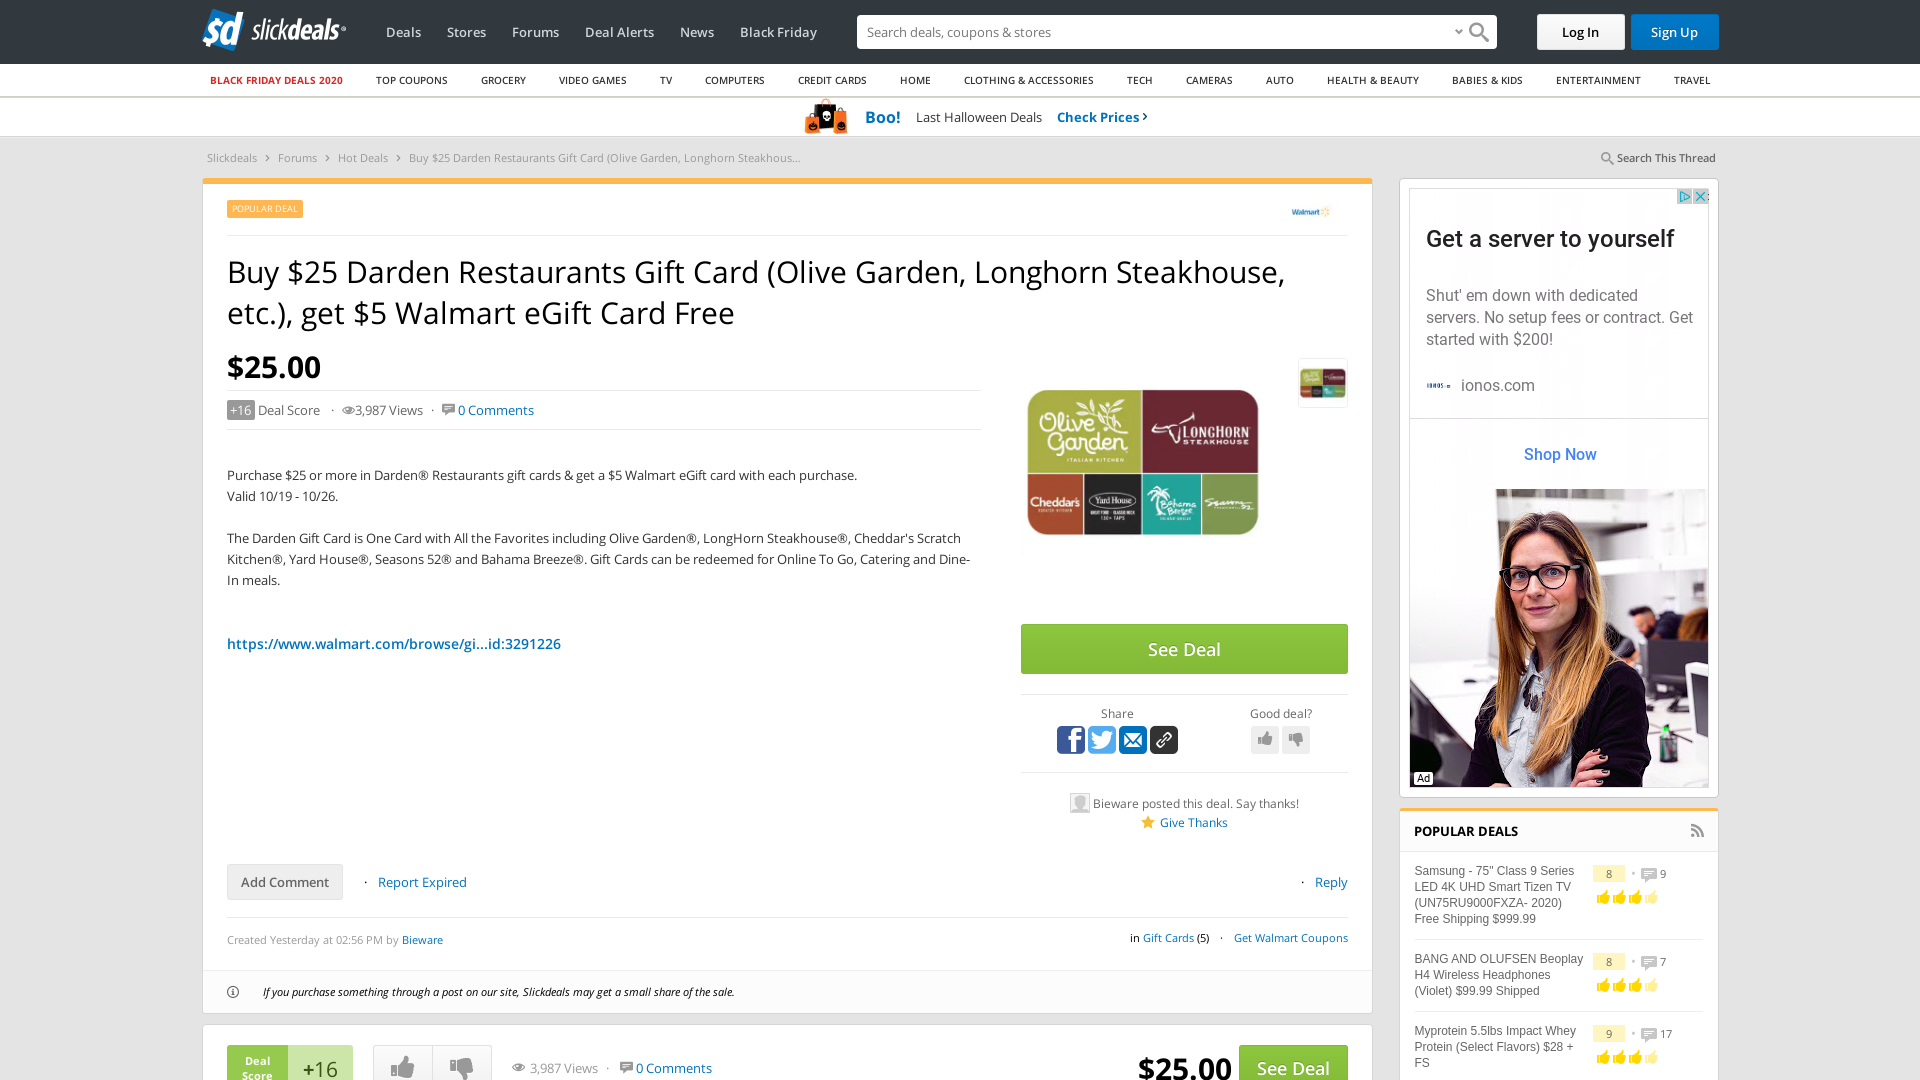 slickdeals
Deals
Stores
Forums
Deal Alerts
News
Black Friday
Search deals, coupons & stores
Log In
Sign Up
BLACK FRIDAY DEALS 2020
TOP COUPONS
GROCERY
VIDEO GAMES
TV
COMPUTERS
CREDIT CARDS
HOME
CLOTHING & ACCESSORIES
TECH
CAMERAS
AUTO
HEALTH & BEAUTY
BABIES & KIDS
ENTERTAINMENT
TRAVEL
Boo! Last Halloween Deals Check Prices ›
Slickdeals › Forums › Hot Deals › Buy $25 Darden Restaurants Gift Card (Olive Garden, Longhorn Steakhous...
Search This Thread
POPULAR DEAL
Walmart
Buy $25 Darden Restaurants Gift Card (Olive Garden, Longhorn Steakhouse,
etc.), get $5 Walmart eGift Card Free
$25.00
+16 Deal Score · 3,987 Views · 0 Comments
Purchase $25 or more in Darden® Restaurants gift cards & get a $5 Walmart eGift card with each purchase.
Valid 10/19 - 10/26.
The Darden Gift Card is One Card with All the Favorites including Olive Garden®, LongHorn Steakhouse®, Cheddar's Scratch
Kitchen®, Yard House®, Seasons 52® and Bahama Breeze®. Gift Cards can be redeemed for Online To Go, Catering and Dine-
In meals.
https://www.walmart.com/browse/gi...id:3291226
Olive
Garden
ITALIAN KITCHEN
LONGHORN
STEAKHOUSE
Cheddar's
SCRATCH KITCHEN
Yard House
Bahama
Breeze
Seasons
See Deal
Share
Good deal?
Bieware posted this deal. Say thanks!
Give Thanks
Add Comment
· Report Expired
· Reply
Created Yesterday at 02:56 PM by Bieware
in Gift Cards (5) · Get Walmart Coupons
If you purchase something through a post on our site, Slickdeals may get a small share of the sale.
Deal
Score
+16
3,987 Views · 0 Comments
$25.00
See Deal
Get a server to yourself
Shut' em down with dedicated
servers. No setup fees or contract. Get
started with $200!
IONOS
ionos.com
Shop Now
Ad
POPULAR DEALS
Samsung - 75" Class 9 Series
LED 4K UHD Smart Tizen TV
(UN75RU9000FXZA- 2020)
Free Shipping $999.99
8 • 9
BANG AND OLUFSEN Beoplay
H4 Wireless Headphones
(Violet) $99.99 Shipped
8 • 7
Myprotein 5.5lbs Impact Whey
Protein (Select Flavors) $28 +
FS
9 • 17